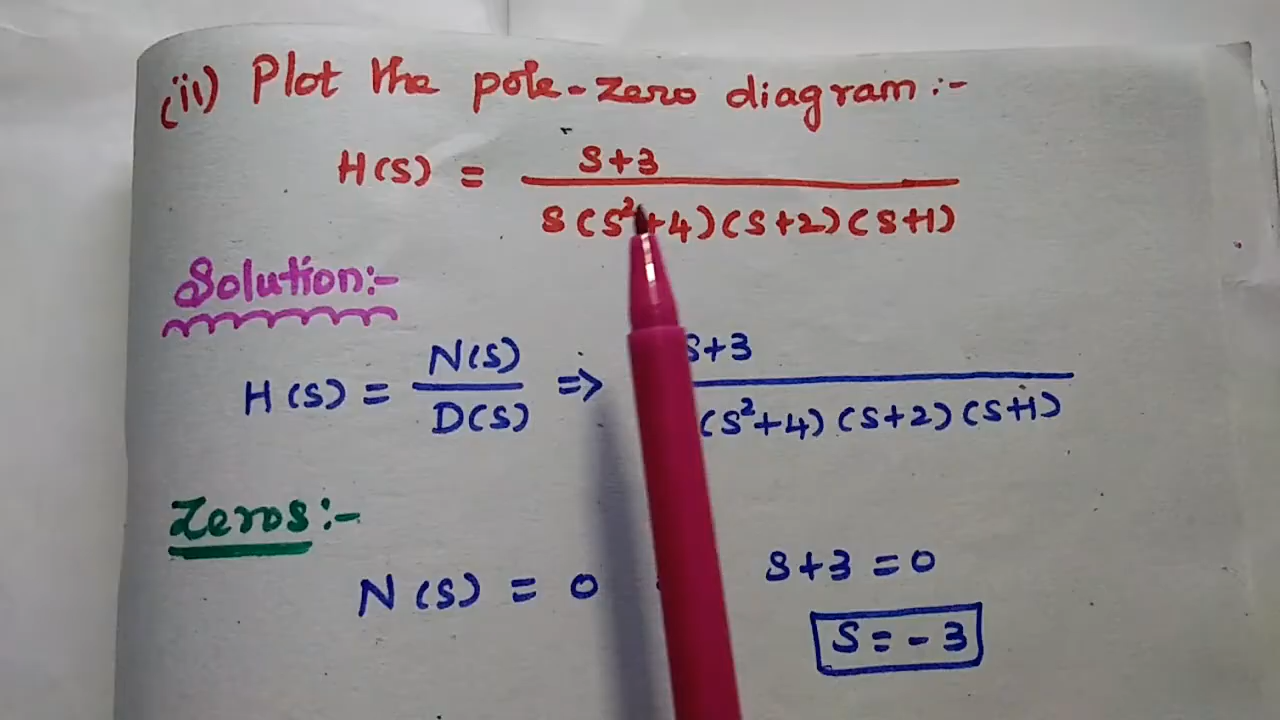 (ii) Plot the pole-zero diagram :-
H(S) = S+3
S(S²+4)(S+2)(S+1)
Solution:-
H(S) = N(S) / D(S) => S+3
(S²+4)(S+2)(S+1)
Zeros:-
N(S) = 0 S+3 = 0
S = -3